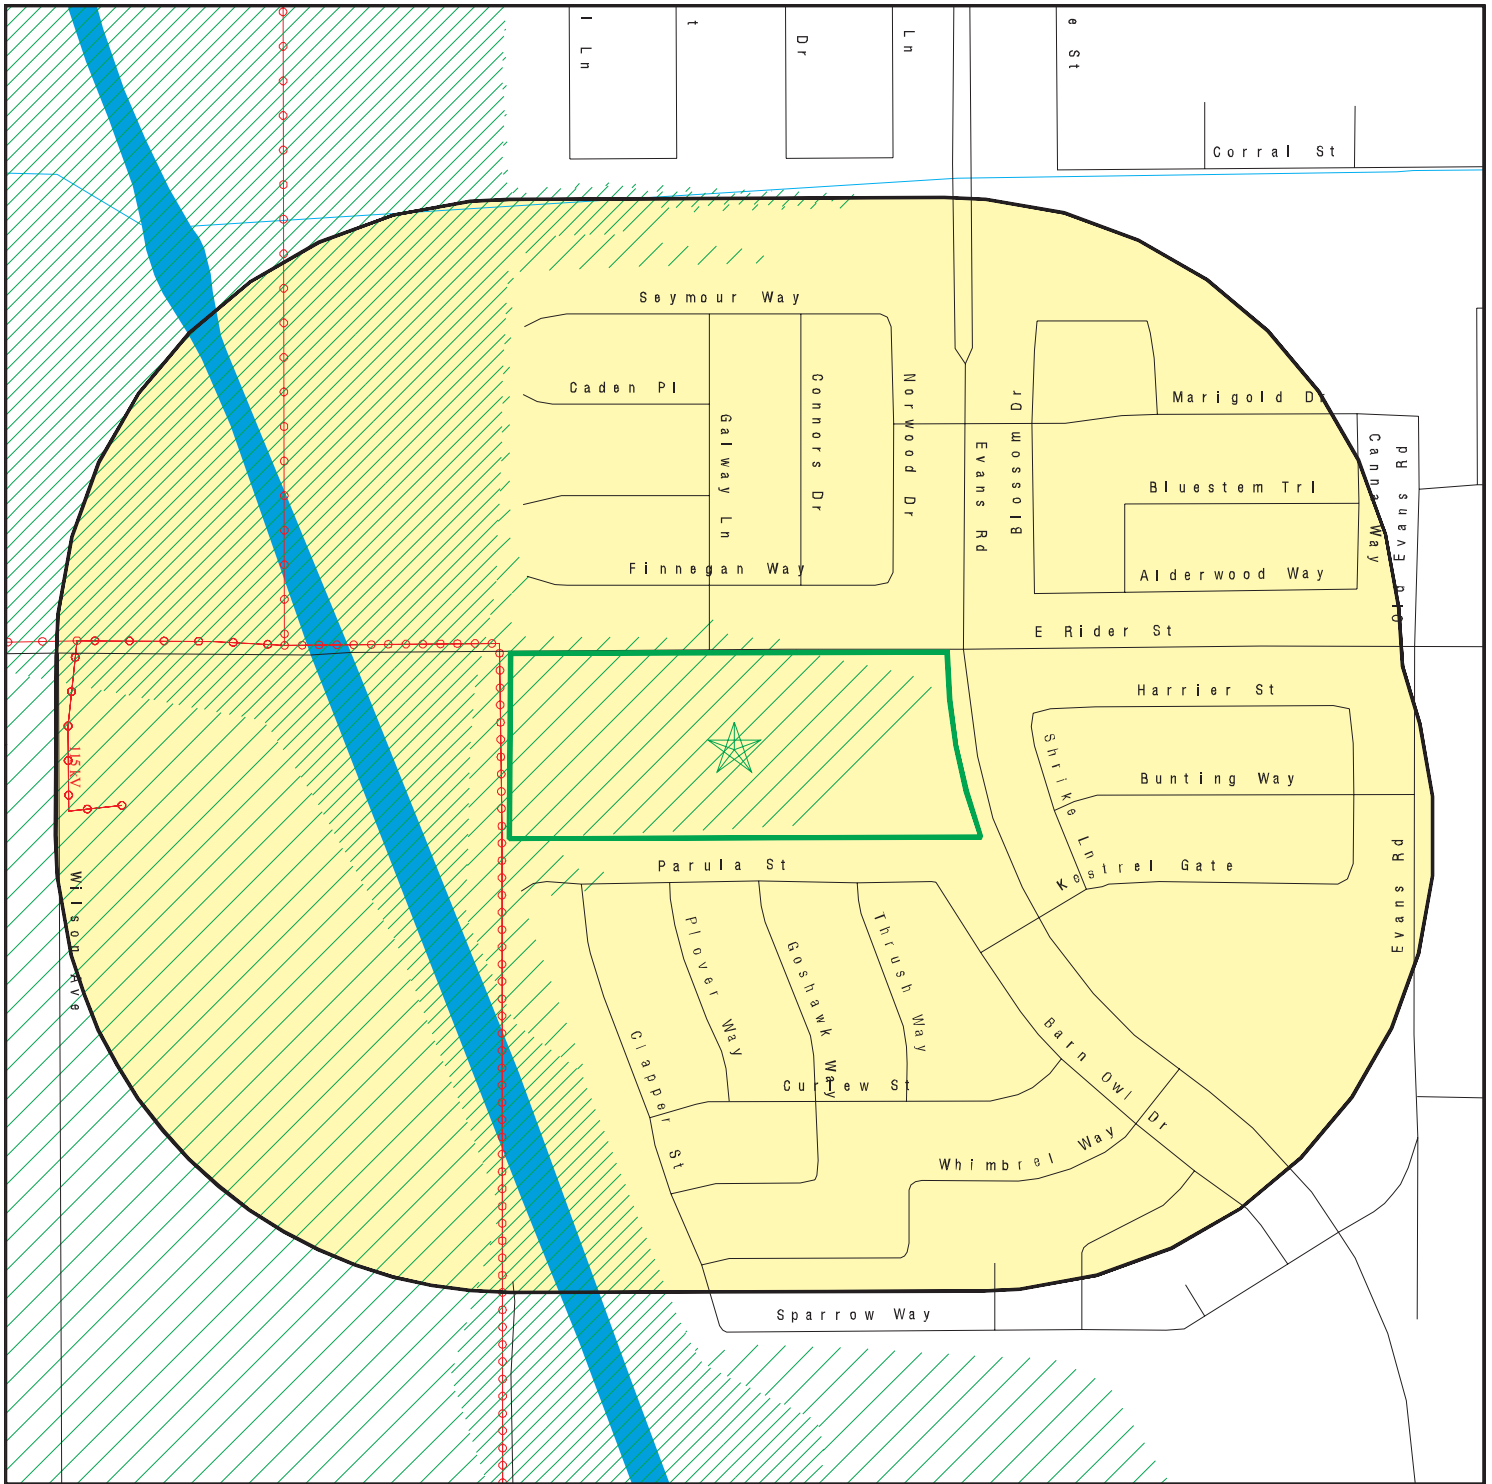 l Ln
t
Dr
Ln
e St
Corral St
Seymour Way
Caden Pl
Galway Ln
Connors Dr
Norwood Dr
Evans Rd
Blossom Dr
Marigold Dr
Canna Way
Old Evans Rd
Bluestem Trl
Alderwood Way
Finnegan Way
E Rider St
Harrier St
Shrike Ln
Bunting Way
Kestrel Gate
Evans Rd
115kV
Wilson Ave
Parula St
Plover Way
Goshawk Way
Thrush Way
Clapper St
Curlew St
Barn Owl Dr
Whimbrel Way
Sparrow Way